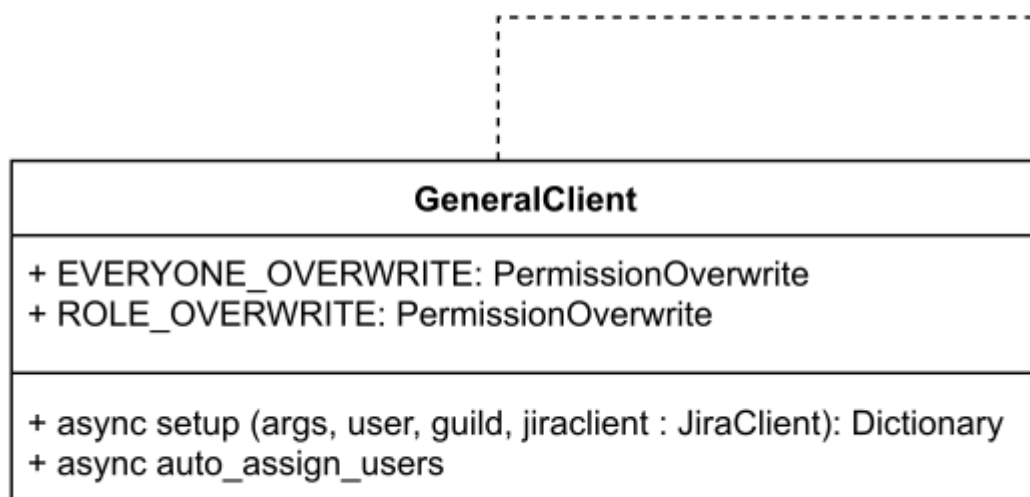 GeneralClient
+ EVERYONE_OVERWRITE: PermissionOverwrite
+ ROLE_OVERWRITE: PermissionOverwrite
+ async setup (args, user, guild, jiraclient : JiraClient): Dictionary
+ async auto_assign_users